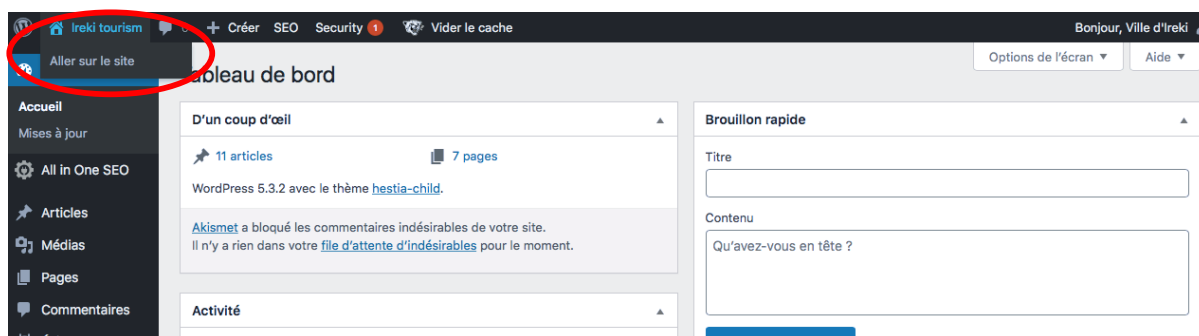 Ireki tourism + Créer SEO Security 1 Vider le cache Bonjour, Ville d'Ireki
Aller sur le site
Options de l'écran ▼ Aide ▼
bleau de bord
Accueil
Mises à jour
All in One SEO
Articles
Médias
Pages
Commentaires
D'un coup d'œil
11 articles 7 pages
WordPress 5.3.2 avec le thème hestia-child.
Akismet a bloqué les commentaires indésirables de votre site.
Il n'y a rien dans votre file d'attente d'indésirables pour le moment.
Activité
Brouillon rapide
Titre
Contenu
Qu'avez-vous en tête ?